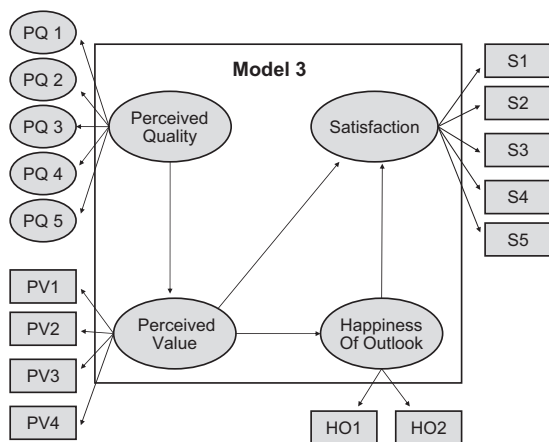 PQ 1
PQ 2
PQ 3
PQ 4
PQ 5
Model 3
Perceived
Quality
Satisfaction
S1
S2
S3
S4
S5
PV1
PV2
PV3
PV4
Perceived
Value
Happiness
Of Outlook
HO1
HO2